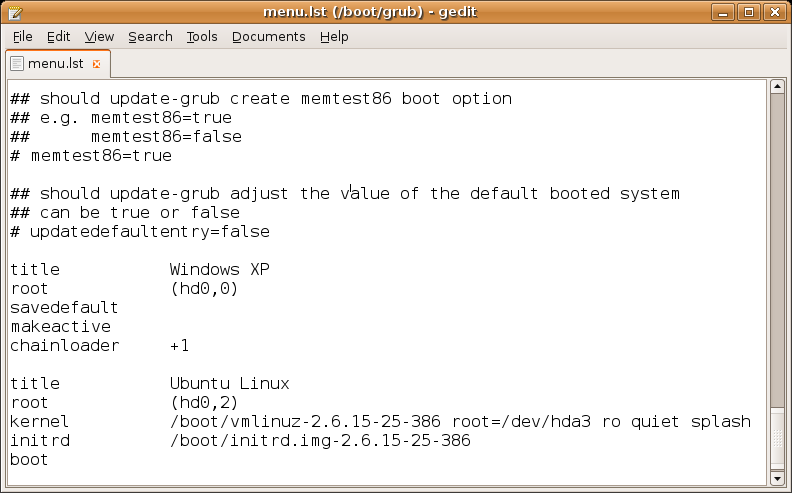 menu.lst (/boot/grub) - gedit
File Edit View Search Tools Documents Help
menu.lst
## should update-grub create memtest86 boot option
## e.g. memtest86=true
##      memtest86=false
# memtest86=true
## should update-grub adjust the value of the default booted system
## can be true or false
# updatedefaultentry=false
title           Windows XP
root            (hd0,0)
savedefault
makeactive
chainloader     +1
title           Ubuntu Linux
root            (hd0,2)
kernel          /boot/vmlinuz-2.6.15-25-386 root=/dev/hda3 ro quiet splash
initrd          /boot/initrd.img-2.6.15-25-386
boot